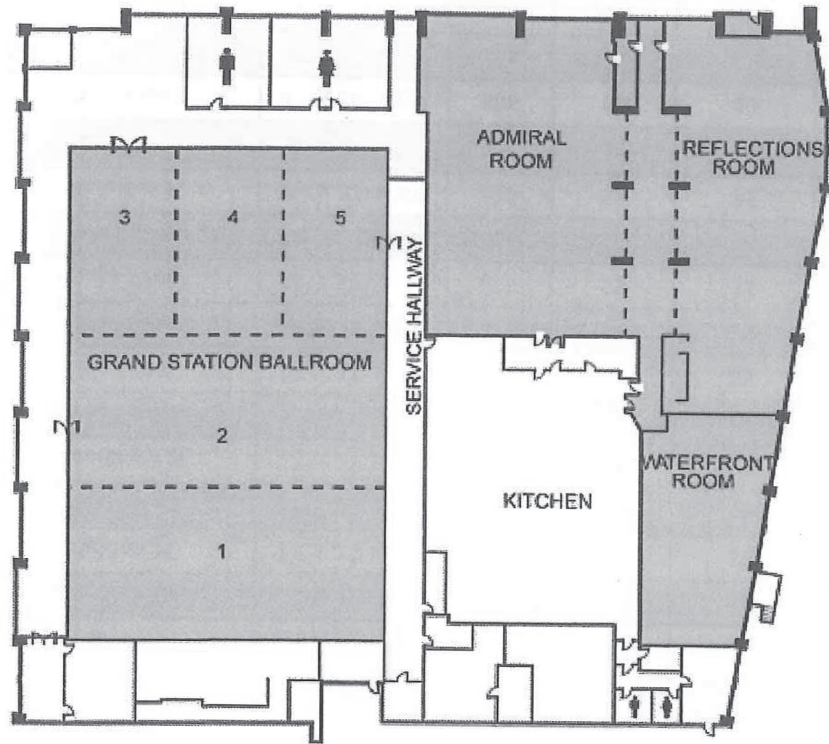 ADMIRAL
ROOM
REFLECTIONS
ROOM
3
4
5
SERVICE HALLWAY
GRAND STATION BALLROOM
2
WATERFRONT
ROOM
KITCHEN
1